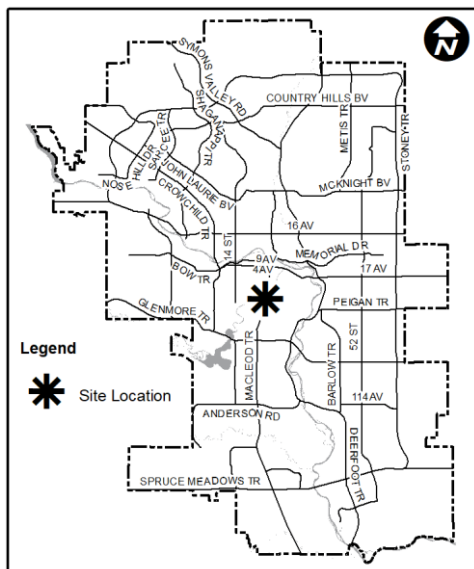 N
SYMONS VALLEY RD
COUNTRY HILLS BV
SHAGANAPPI TR
SARCEE TR
METIS TR
STONEY TR
NOSE HILL DR
JOHN LAURIE BV
MCKNIGHT BV
CROWCHILD TR
16 AV
14 ST
MEMORIAL DR
9 AV
4 AV
17 AV
BOW TR
PEIGAN TR
GLENMORE TR
Legend
Site Location
MACLEOD TR
BARLOW TR
52 ST
114 AV
ANDERSON RD
DEERFOOT TR
SPRUCE MEADOWS TR